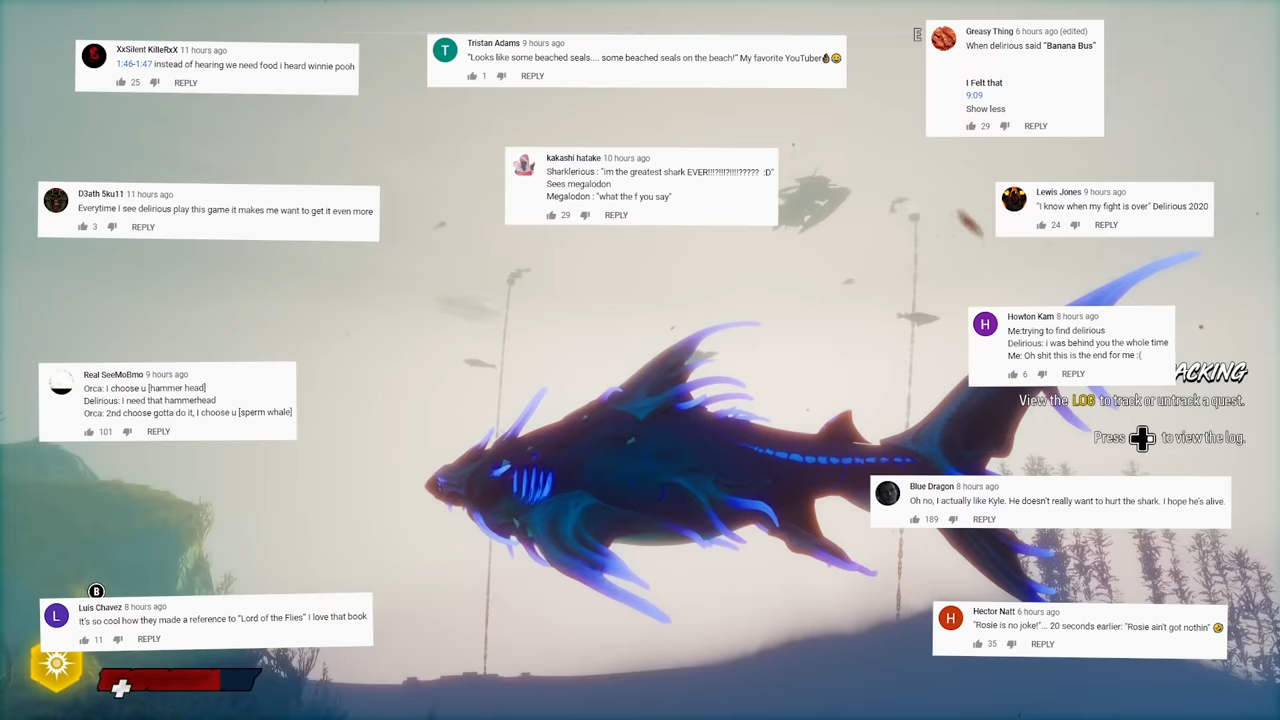 XxSilent KilleRxX 11 hours ago
1:46-1:47 instead of hearing we need food i heard winnie pooh
25 REPLY
T
Tristan Adams 9 hours ago
"Looks like some beached seals.... some beached seals on the beach!" My favorite YouTuber
1 REPLY
E
Greasy Thing 6 hours ago (edited)
When delirious said "Banana Bus"
I Felt that
9:09
Show less
29 REPLY
kakashi hatake 10 hours ago
Sharklerious : "im the greatest shark EVER!!!?!!!?!!!????? :D"
Sees megalodon
Megalodon : "what the f you say"
29 REPLY
D3ath 5ku11 11 hours ago
Everytime I see delirious play this game it makes me want to get it even more
3 REPLY
Lewis Jones 9 hours ago
"I know when my fight is over" Delirious 2020
24 REPLY
H
Howton Kam 8 hours ago
Me:trying to find delirious
Delirious: i was behind you the whole time
Me: Oh shit this is the end for me :(
6 REPLY
ACKING
View the LOB to track or untrack a quest.
Press to view the log.
Real SeeMoBmo 9 hours ago
Orca: I choose u [hammer head]
Delirious: I need that hammerhead
Orca: 2nd choose gotta do it, I choose u [sperm whale]
101 REPLY
Blue Dragon 8 hours ago
Oh no, I actually like Kyle. He doesn't really want to hurt the shark. I hope he's alive.
189 REPLY
B
L
Luis Chavez 8 hours ago
It's so cool how they made a reference to "Lord of the Flies" I love that book
11 REPLY
H
Hector Natt 6 hours ago
"Rosie is no joke!"... 20 seconds earlier: "Rosie ain't got nothin"
35 REPLY